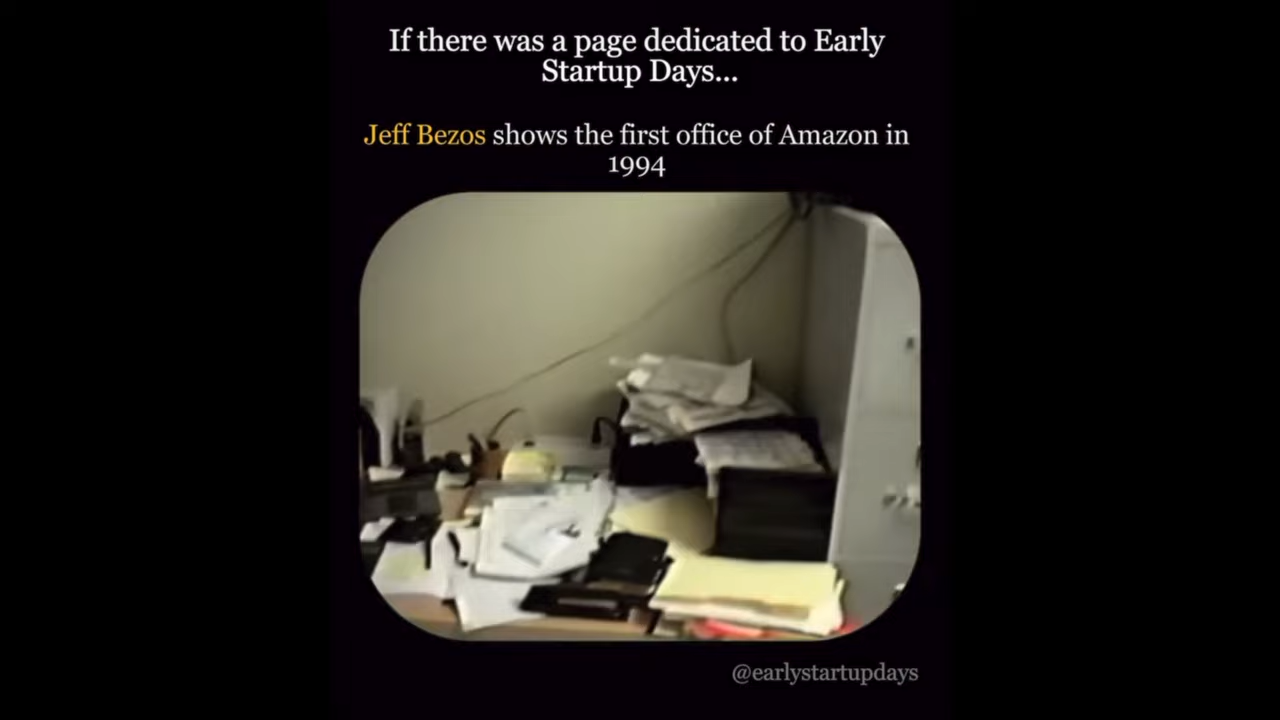 If there was a page dedicated to Early
Startup Days...
Jeff Bezos shows the first office of Amazon in
1994
@earlystartupdays